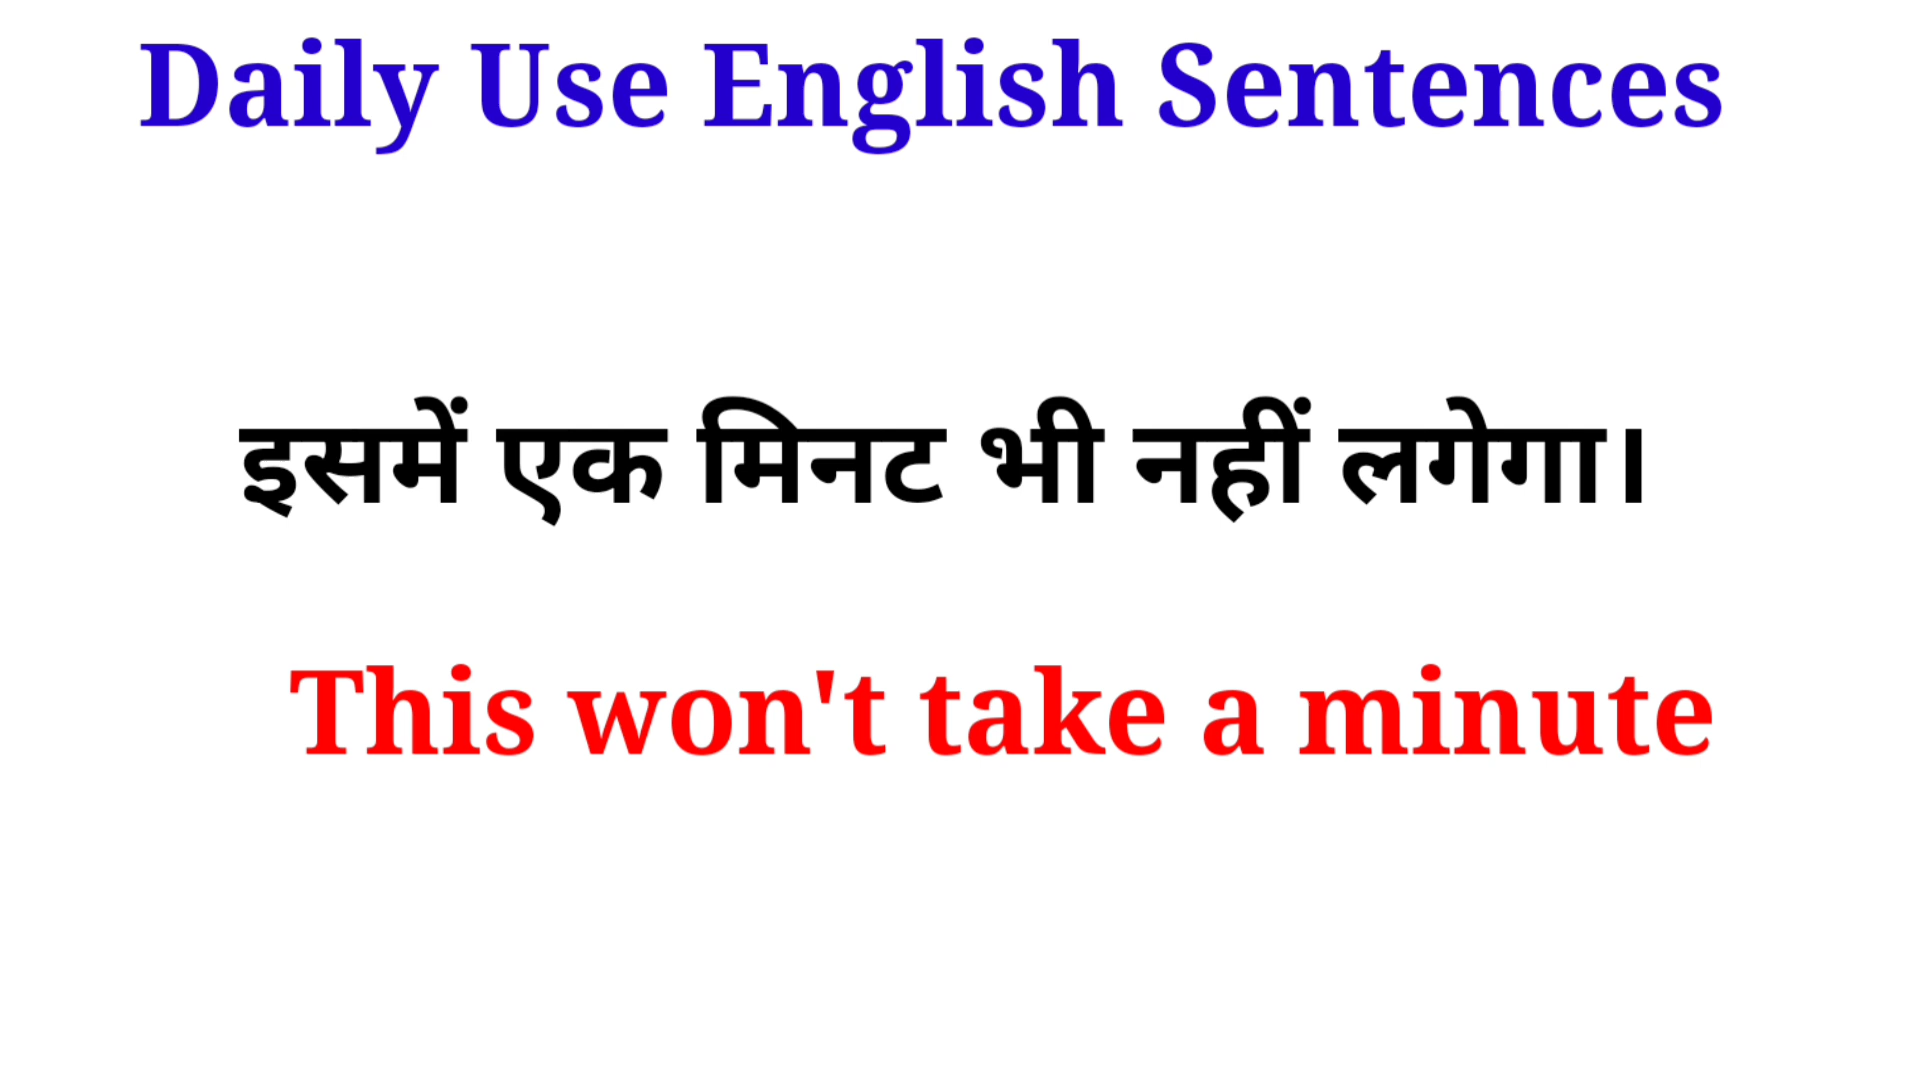 Daily Use English Sentences
इसमें एक मिनट भी नहीं लगेगा।
This won't take a minute